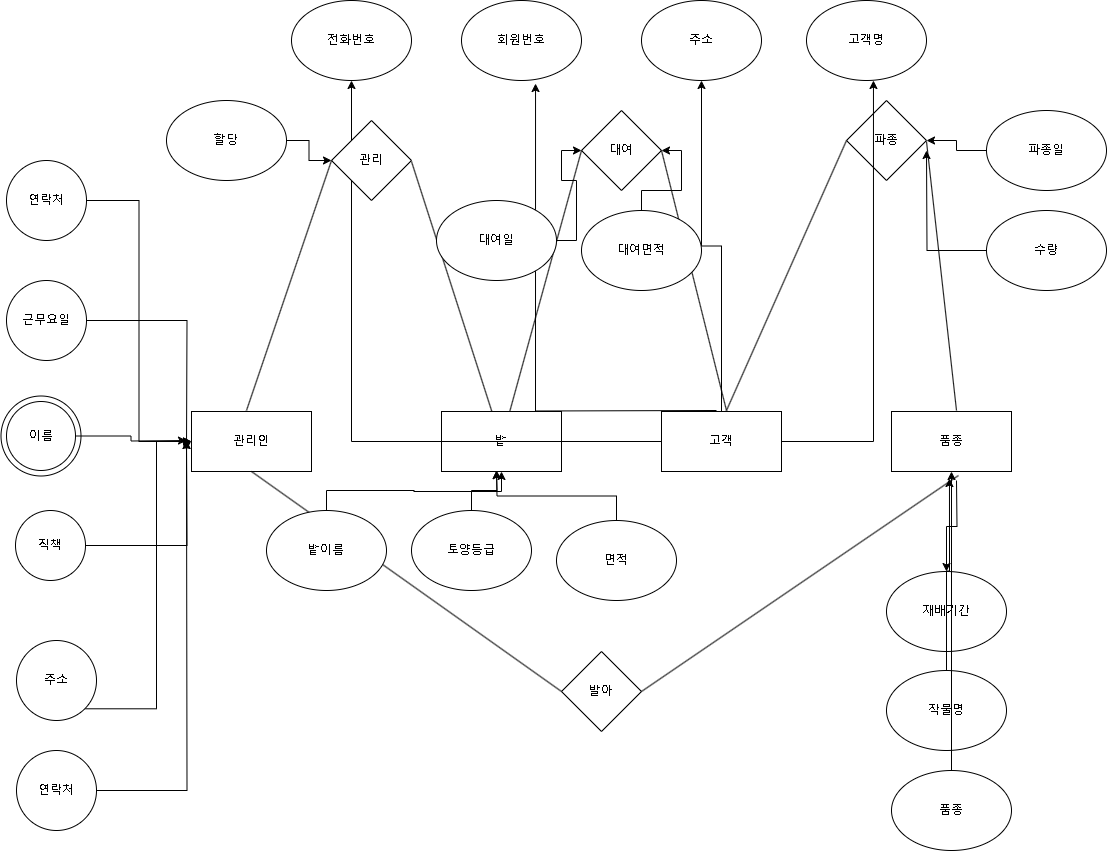 전화번호
회원번호
주소
고객명
할당
관리
대여
파종
파종일
연락처
대여일
대여면적
수량
근무요일
이름
관리인
밭
고객
품종
직책
밭이름
토양등급
면적
재배기간
주소
발아
작물명
연락처
품종